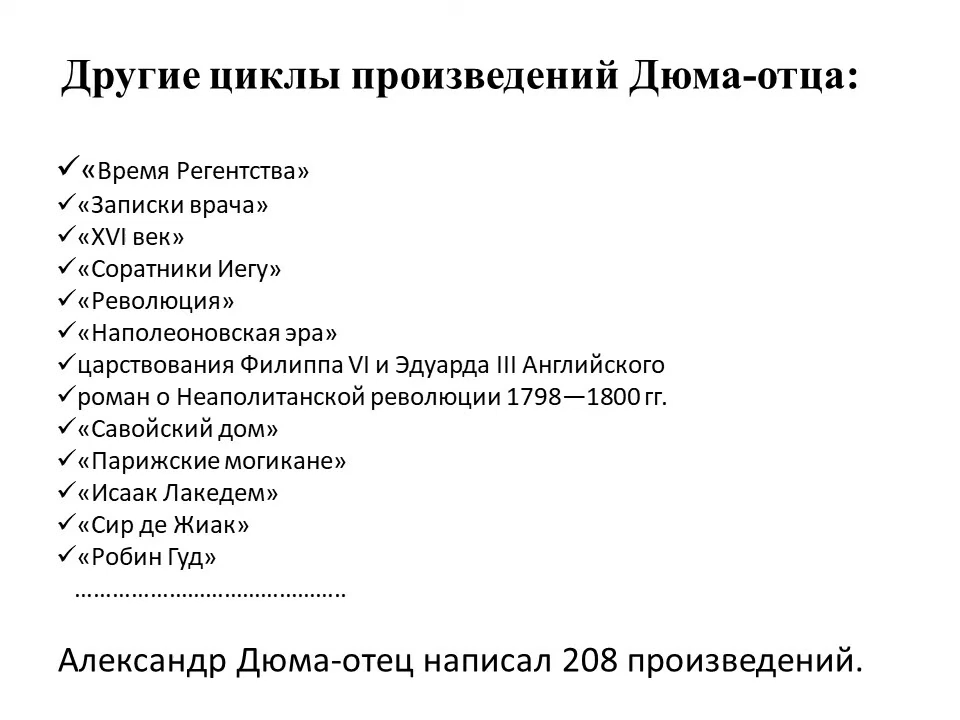 Другие циклы произведений Дюма-отца:
✓«Время Регентства»
✓«Записки врача»
✓«XVI век»
✓«Соратники Иегу»
✓«Революция»
✓«Наполеоновская эра»
✓царствования Филиппа VI и Эдуарда III Английского
✓роман о Неаполитанской революции 1798—1800 гг.
✓«Савойский дом»
✓«Парижские могикане»
✓«Исаак Лакедем»
✓«Сир де Жиак»
✓«Робин Гуд»
……………………………………..
Александр Дюма-отец написал 208 произведений.